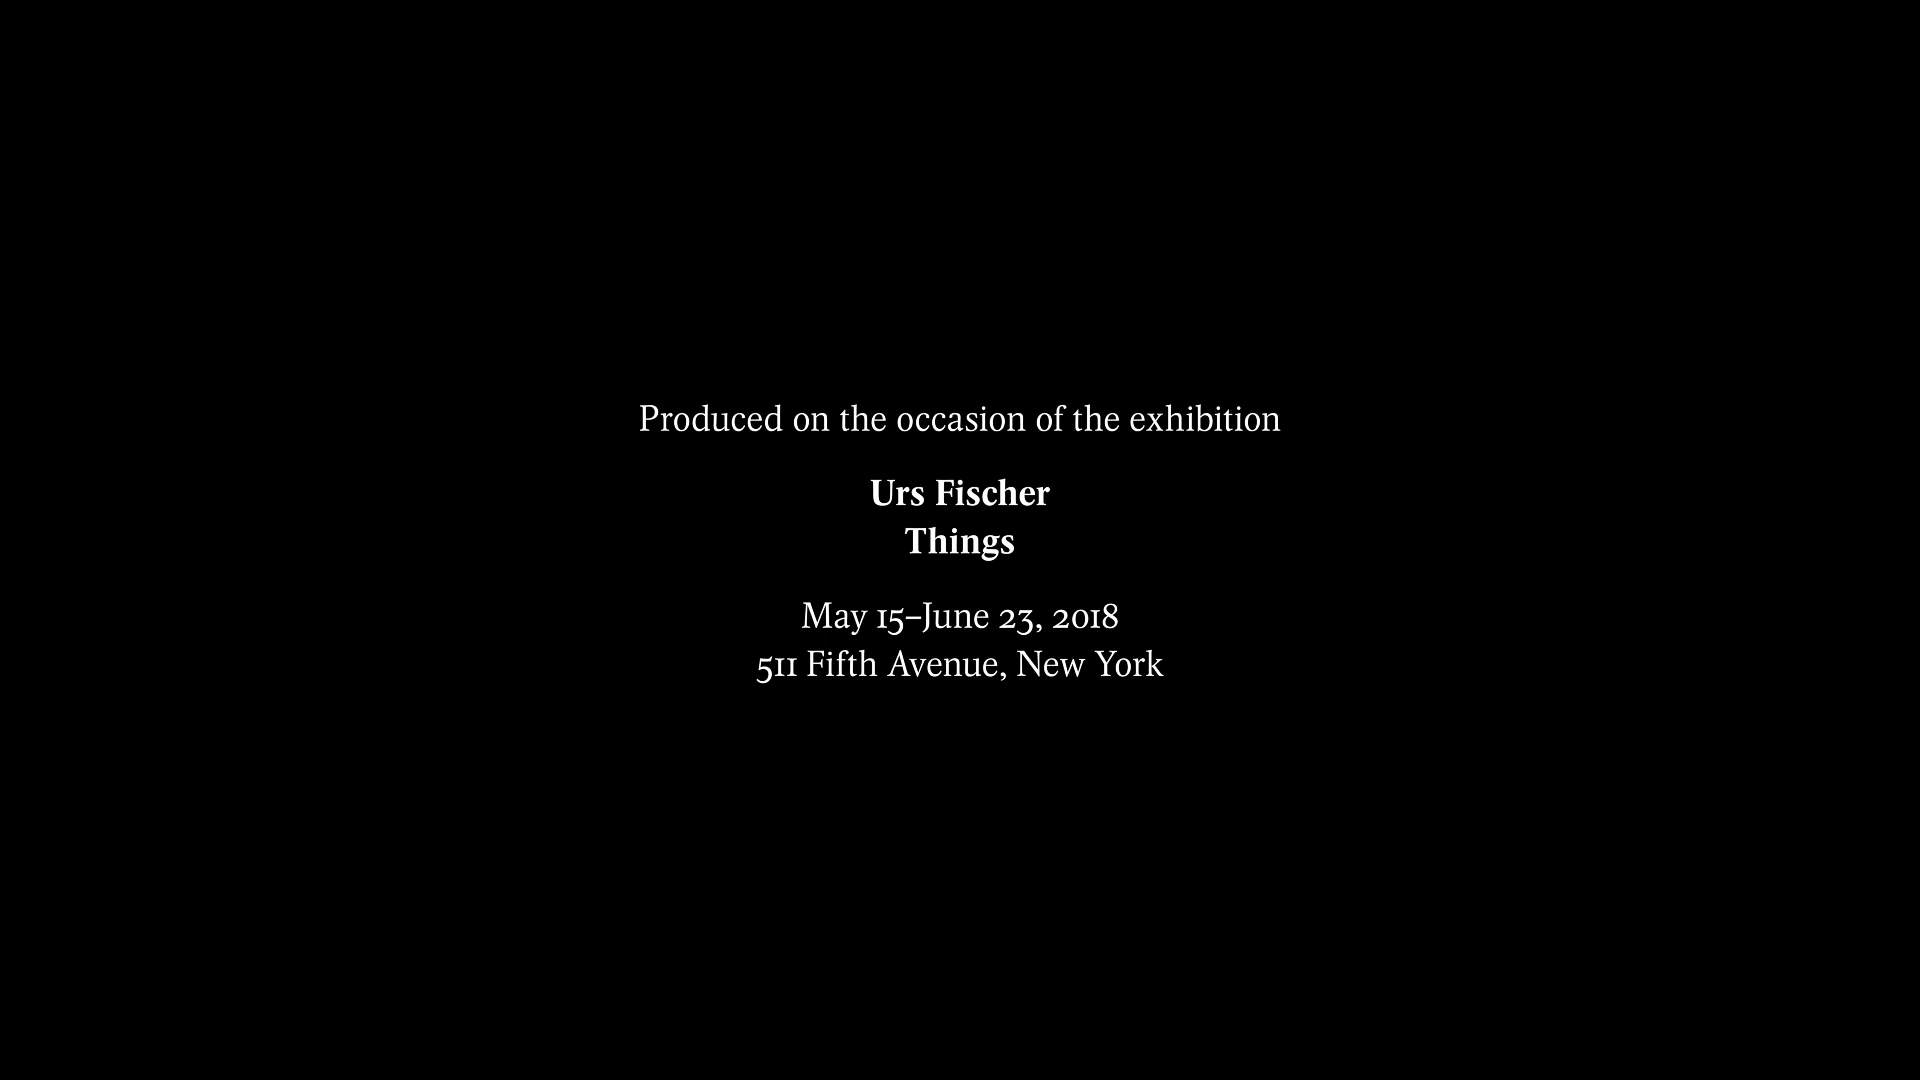 Produced on the occasion of the exhibition
Urs Fischer
Things
May 15–June 23, 2018
511 Fifth Avenue, New York